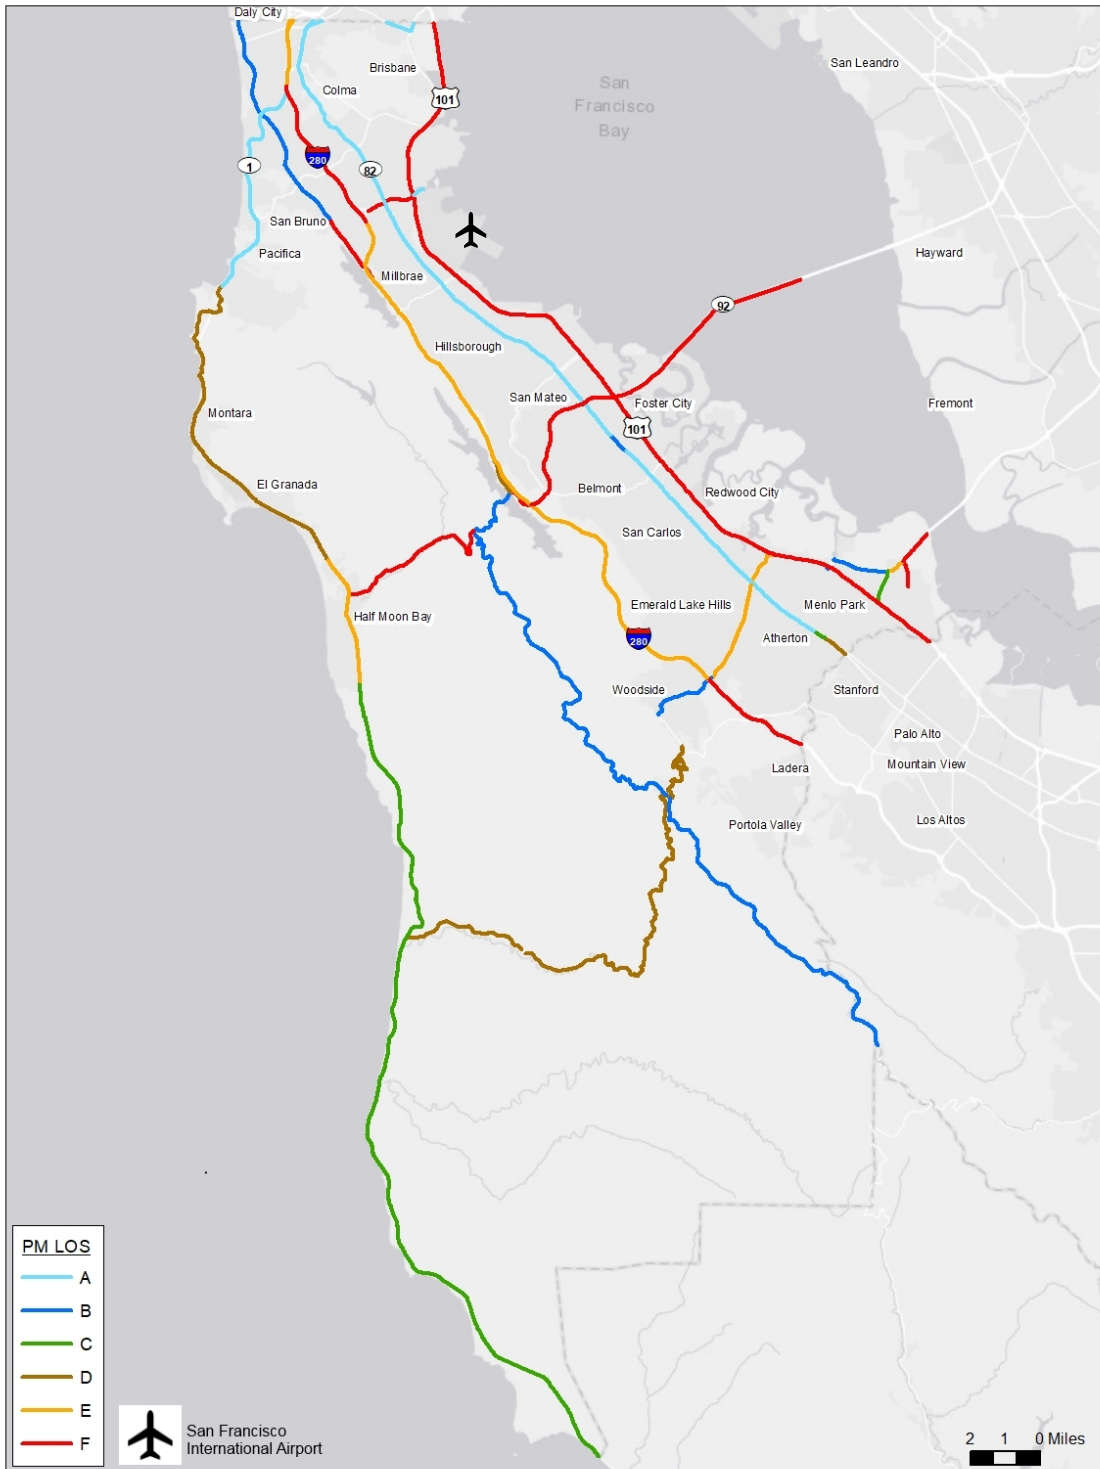 Daly City
San Leandro
Brisbane
San
Francisco
Bay
Colma
101
280
1
82
San Bruno
Pacifica
Hayward
Millbrae
92
Hillsborough
San Mateo
Foster City
Fremont
Montara
101
El Granada
Belmont
Redwood City
San Carlos
Half Moon Bay
Emerald Lake Hills
Menlo Park
280
Atherton
Woodside
Stanford
Palo Alto
Mountain View
Ladera
Portola Valley
Los Altos
PM LOS
A
B
C
D
E
F
San Francisco
International Airport
2 1 0 Miles